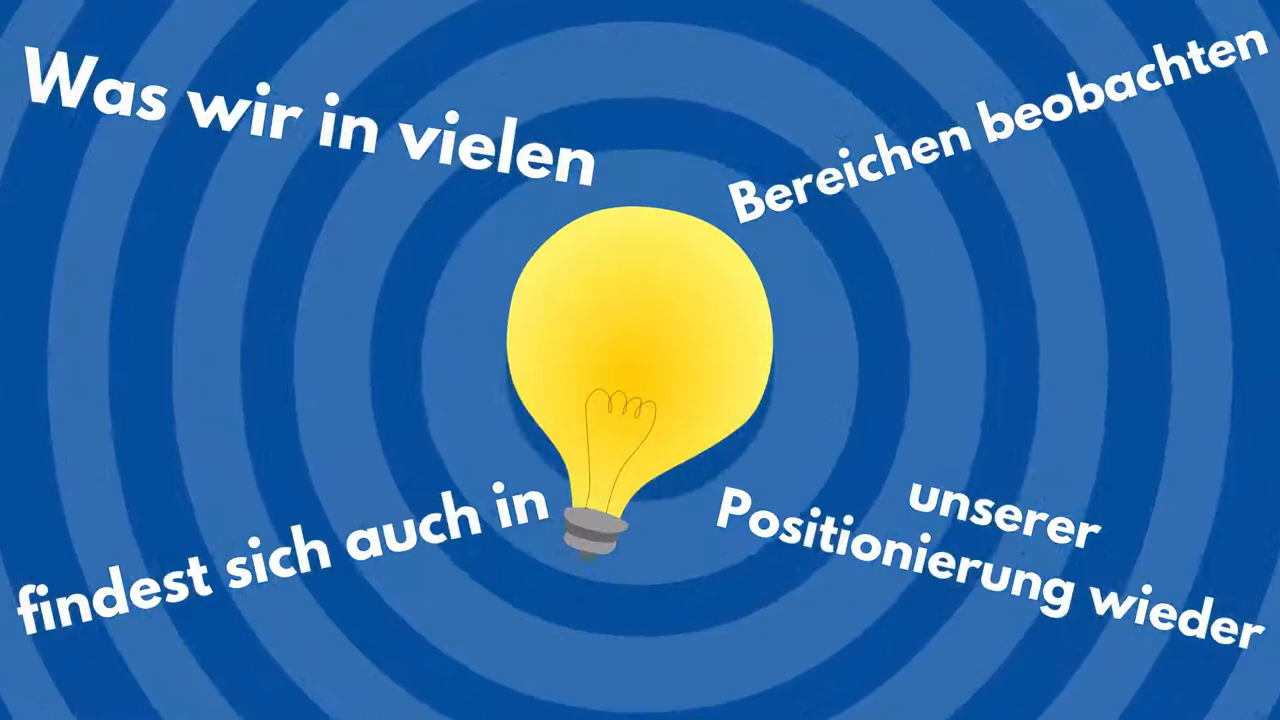 Was wir in vielen
Bereichen beobachten
findest sich auch in
unserer
Positionierung wieder